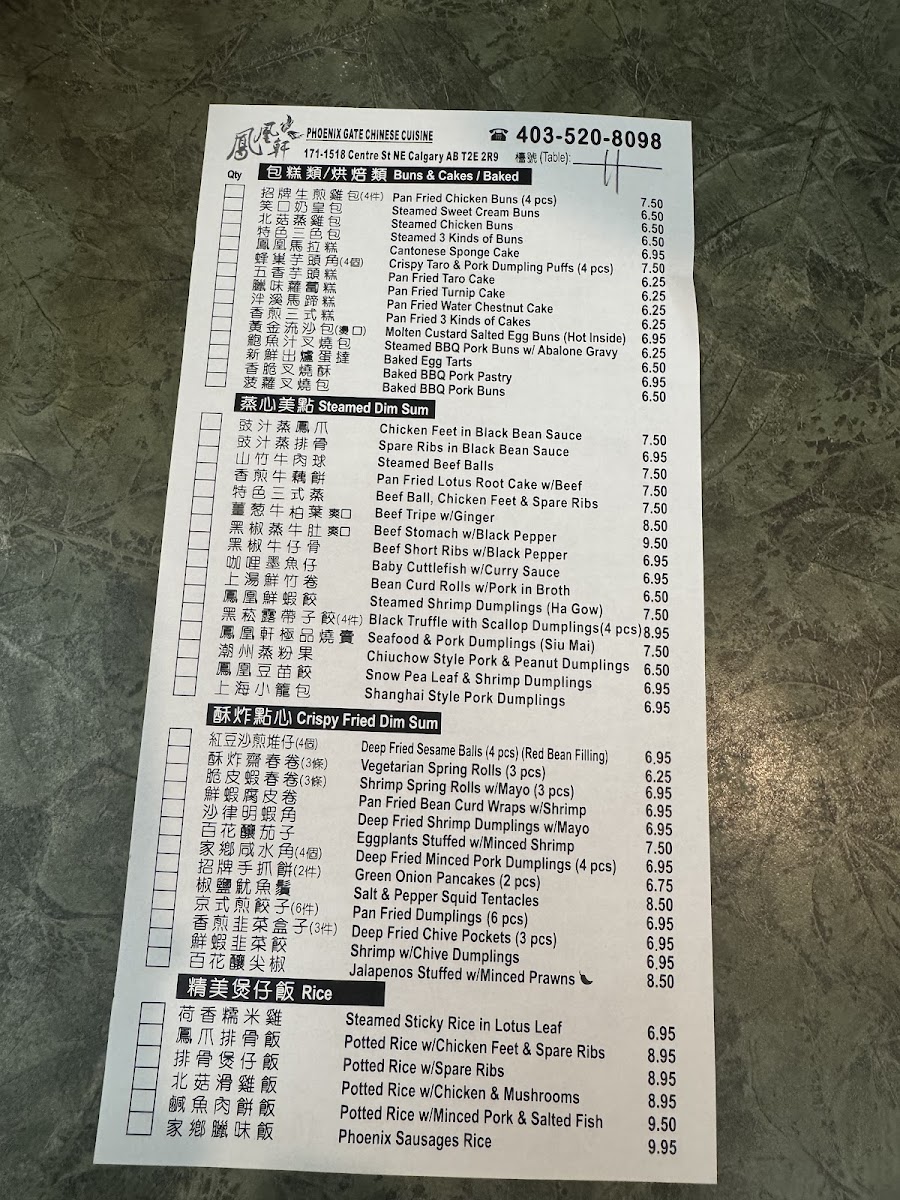 鳳凰軒 PHOENIX GATE CHINESE CUISINE ☎ 403-520-8098
171-1518 Centre St NE Calgary AB T2E 2R9 檯號 (Table):
Qty 包糕類/烘焙類 Buns & Cakes / Baked
招牌生煎雞包(4件) Pan Fried Chicken Buns (4 pcs) 7.50
笑口奶皇包 Steamed Sweet Cream Buns 6.50
北菇蒸雞包 Steamed Chicken Buns 6.50
特色三色包 Steamed 3 Kinds of Buns 6.50
鳳凰馬拉糕 Cantonese Sponge Cake 6.95
蜂巢芋頭角(4個) Crispy Taro & Pork Dumpling Puffs (4 pcs) 7.50
五香芋頭糕 Pan Fried Taro Cake 6.25
臘味蘿蔔糕 Pan Fried Turnip Cake 6.25
泮溪馬蹄糕 Pan Fried Water Chestnut Cake 6.25
香煎三式糕 Pan Fried 3 Kinds of Cakes 6.25
黃金流沙包(燙口) Molten Custard Salted Egg Buns (Hot Inside) 6.95
鮑魚汁叉燒包 Steamed BBQ Pork Buns w/ Abalone Gravy 6.25
新鮮出爐蛋撻 Baked Egg Tarts 6.50
香脆叉燒酥 Baked BBQ Pork Pastry 6.95
菠蘿叉燒包 Baked BBQ Pork Buns 6.50
蒸心美點 Steamed Dim Sum
豉汁蒸鳳爪 Chicken Feet in Black Bean Sauce 7.50
豉汁蒸排骨 Spare Ribs in Black Bean Sauce 6.95
山竹牛肉球 Steamed Beef Balls 7.50
香煎牛藕餅 Pan Fried Lotus Root Cake w/Beef 7.50
特色三式蒸 Beef Ball, Chicken Feet & Spare Ribs 7.50
薑葱牛柏葉 爽口 Beef Tripe w/Ginger 8.50
黑椒蒸牛肚 爽口 Beef Stomach w/Black Pepper 9.50
黑椒牛仔骨 Beef Short Ribs w/Black Pepper 6.95
咖哩墨魚仔 Baby Cuttlefish w/Curry Sauce 6.95
上湯鮮竹卷 Bean Curd Rolls w/Pork in Broth 6.50
鳳凰鮮蝦餃 Steamed Shrimp Dumplings (Ha Gow) 7.50
黑菘露帶子餃(4件) Black Truffle with Scallop Dumplings(4 pcs) 8.95
鳳凰軒極品燒賣 Seafood & Pork Dumplings (Siu Mai) 7.50
潮州蒸粉果 Chiuchow Style Pork & Peanut Dumplings 6.50
鳳凰豆苗餃 Snow Pea Leaf & Shrimp Dumplings 6.95
上海小籠包 Shanghai Style Pork Dumplings 6.95
酥炸點心 Crispy Fried Dim Sum
紅豆沙煎堆仔(4個) Deep Fried Sesame Balls (4 pcs) (Red Bean Filling) 6.95
酥炸齋春卷(3條) Vegetarian Spring Rolls (3 pcs) 6.25
脆皮蝦春卷(3條) Shrimp Spring Rolls w/Mayo (3 pcs) 6.95
鮮蝦腐皮卷 Pan Fried Bean Curd Wraps w/Shrimp 6.95
沙律明蝦角 Deep Fried Shrimp Dumplings w/Mayo 6.95
百花釀茄子 Eggplants Stuffed w/Minced Shrimp 7.50
家鄉咸水角(4個) Deep Fried Minced Pork Dumplings (4 pcs) 6.95
招牌手抓餅(2件) Green Onion Pancakes (2 pcs) 6.75
椒鹽魷魚鬚 Salt & Pepper Squid Tentacles 8.50
京式煎餃子(6件) Pan Fried Dumplings (6 pcs) 6.95
香煎韭菜盒子(3件) Deep Fried Chive Pockets (3 pcs) 6.95
鮮蝦韭菜餃 Shrimp w/Chive Dumplings 6.95
百花釀尖椒 Jalapenos Stuffed w/Minced Prawns 8.50
精美煲仔飯 Rice
荷香糯米雞 Steamed Sticky Rice in Lotus Leaf 6.95
鳳爪排骨飯 Potted Rice w/Chicken Feet & Spare Ribs 8.95
排骨煲仔飯 Potted Rice w/Spare Ribs 8.95
北菇滑雞飯 Potted Rice w/Chicken & Mushrooms 8.95
鹹魚肉餅飯 Potted Rice w/Minced Pork & Salted Fish 9.50
家鄉臘味飯 Phoenix Sausages Rice 9.95